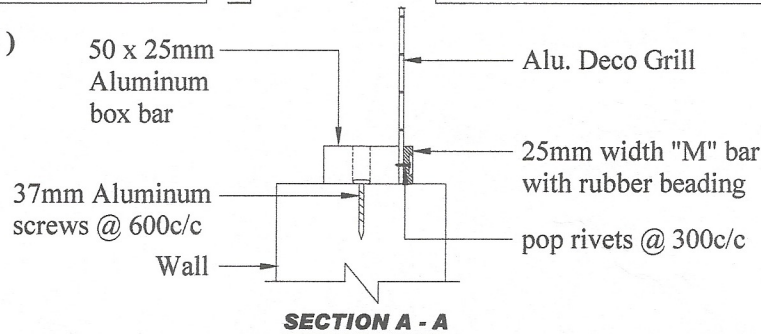 )
50 x 25mm
Aluminum
box bar
Alu. Deco Grill
25mm width "M" bar
with rubber beading
37mm Aluminum
screws @ 600c/c
pop rivets @ 300c/c
Wall
SECTION A - A